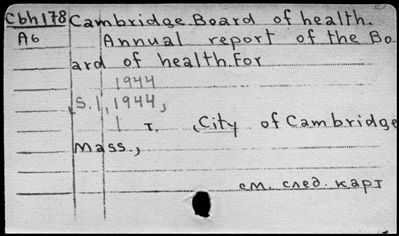 Cbh178 Cambridge. Board of health.
A6 Annual report of the Bo-
ard of health. For
1944
S.l., 1944,
1 т. City of Cambridge
Mass.,
см. след. карт